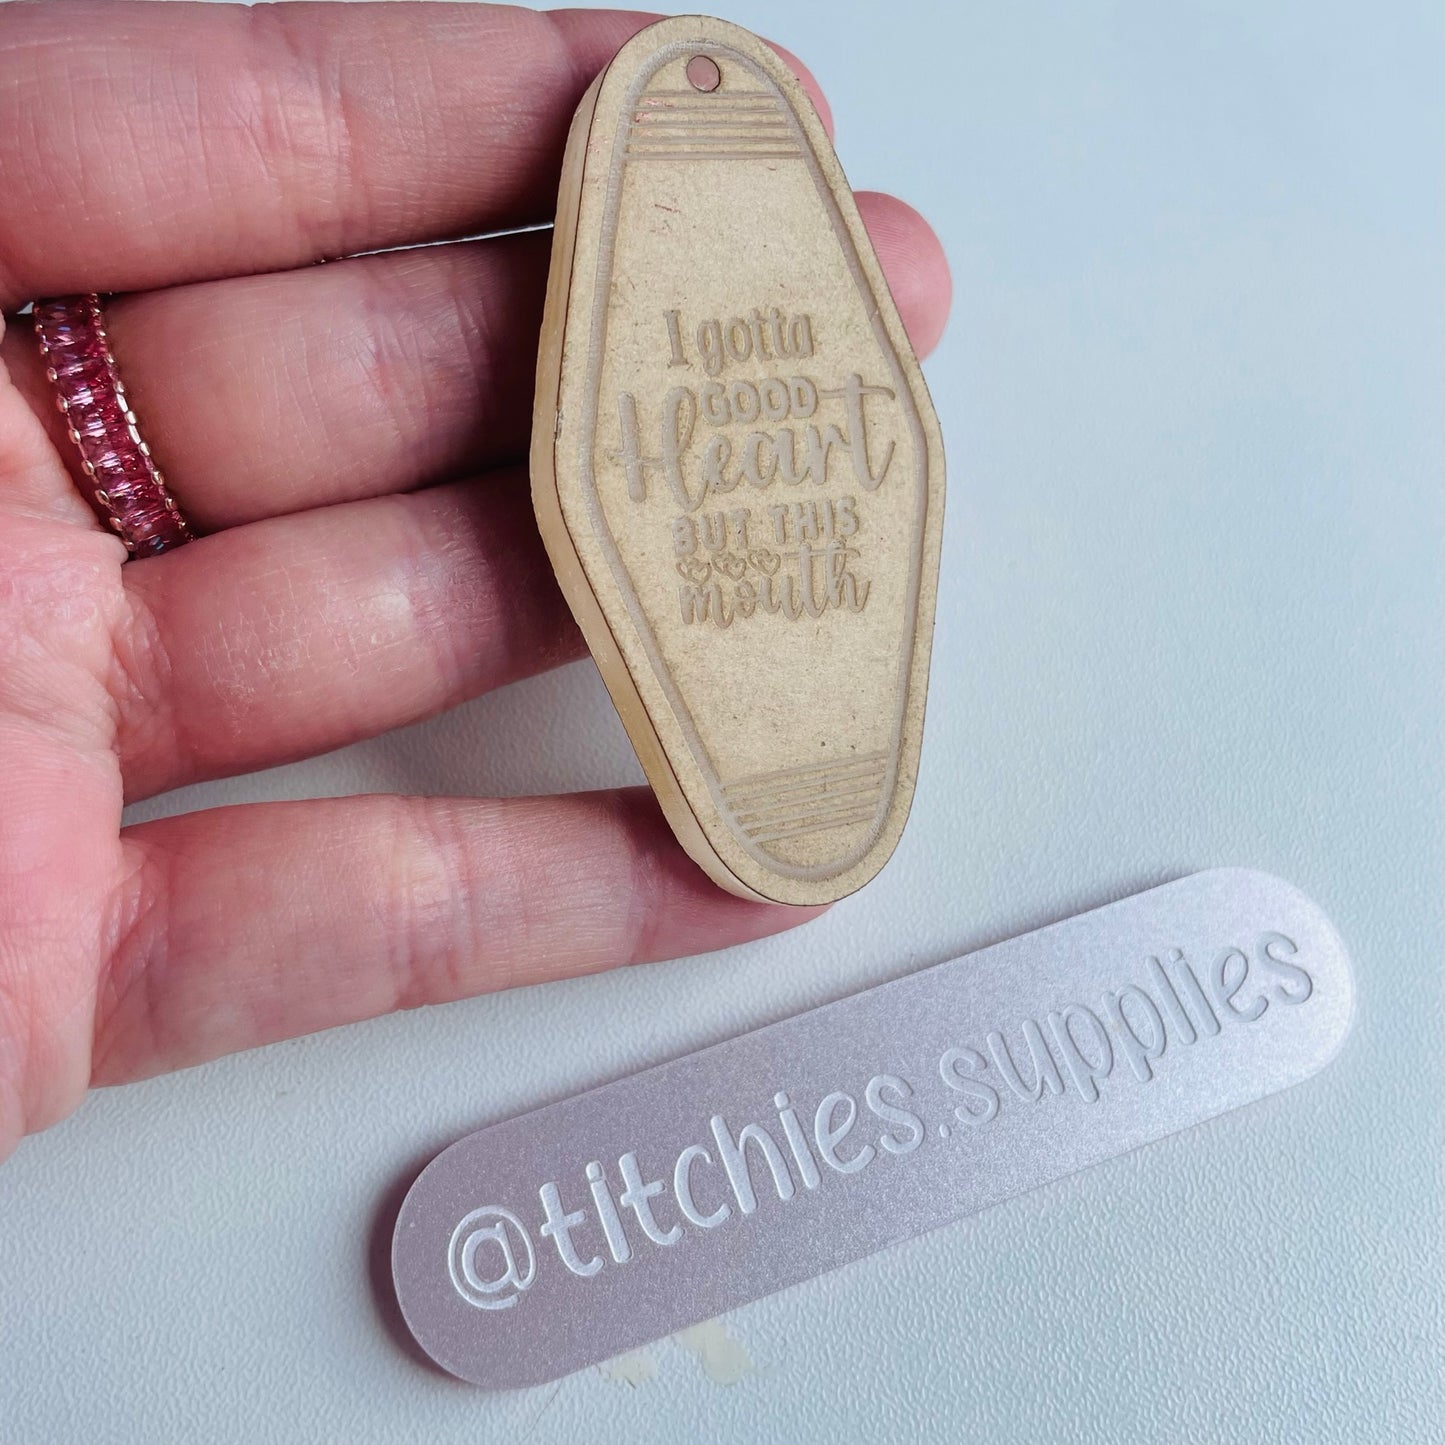 I gotta
GOOD
Heart
BUT THIS
mouth
@titchies.supplies